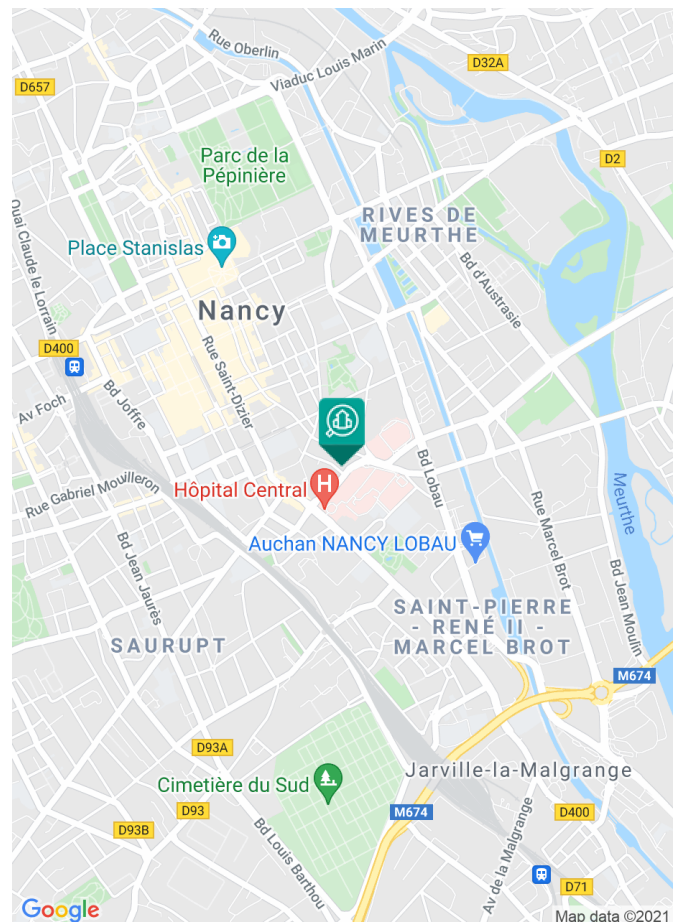 Rue Oberlin
Viaduc Louis Marin
D32A
D657
D2
Parc de la
Pépinière
RIVES DE
MEURTHE
Quai Claude le Lorrain
Place Stanislas
Bd d'Austrasie
Nancy
D400
Rue Saint-Dizier
Av Foch
Bd Joffre
Bd Lobau
Meurthe
Hôpital Central
H
Rue Gabriel Mouilleron
Rue Marcel Brot
Auchan NANCY LOBAU
Bd Jean Jaurès
Bd Jean Moulin
SAINT-PIERRE
- RENÉ II -
MARCEL BROT
SAURUPT
M674
D93A
Jarville-la-Malgrange
Cimetière du Sud
D93
M674
D400
D93B
Bd Louis Barthou
Av de la Malgrange
D71
Google
Map data ©2021